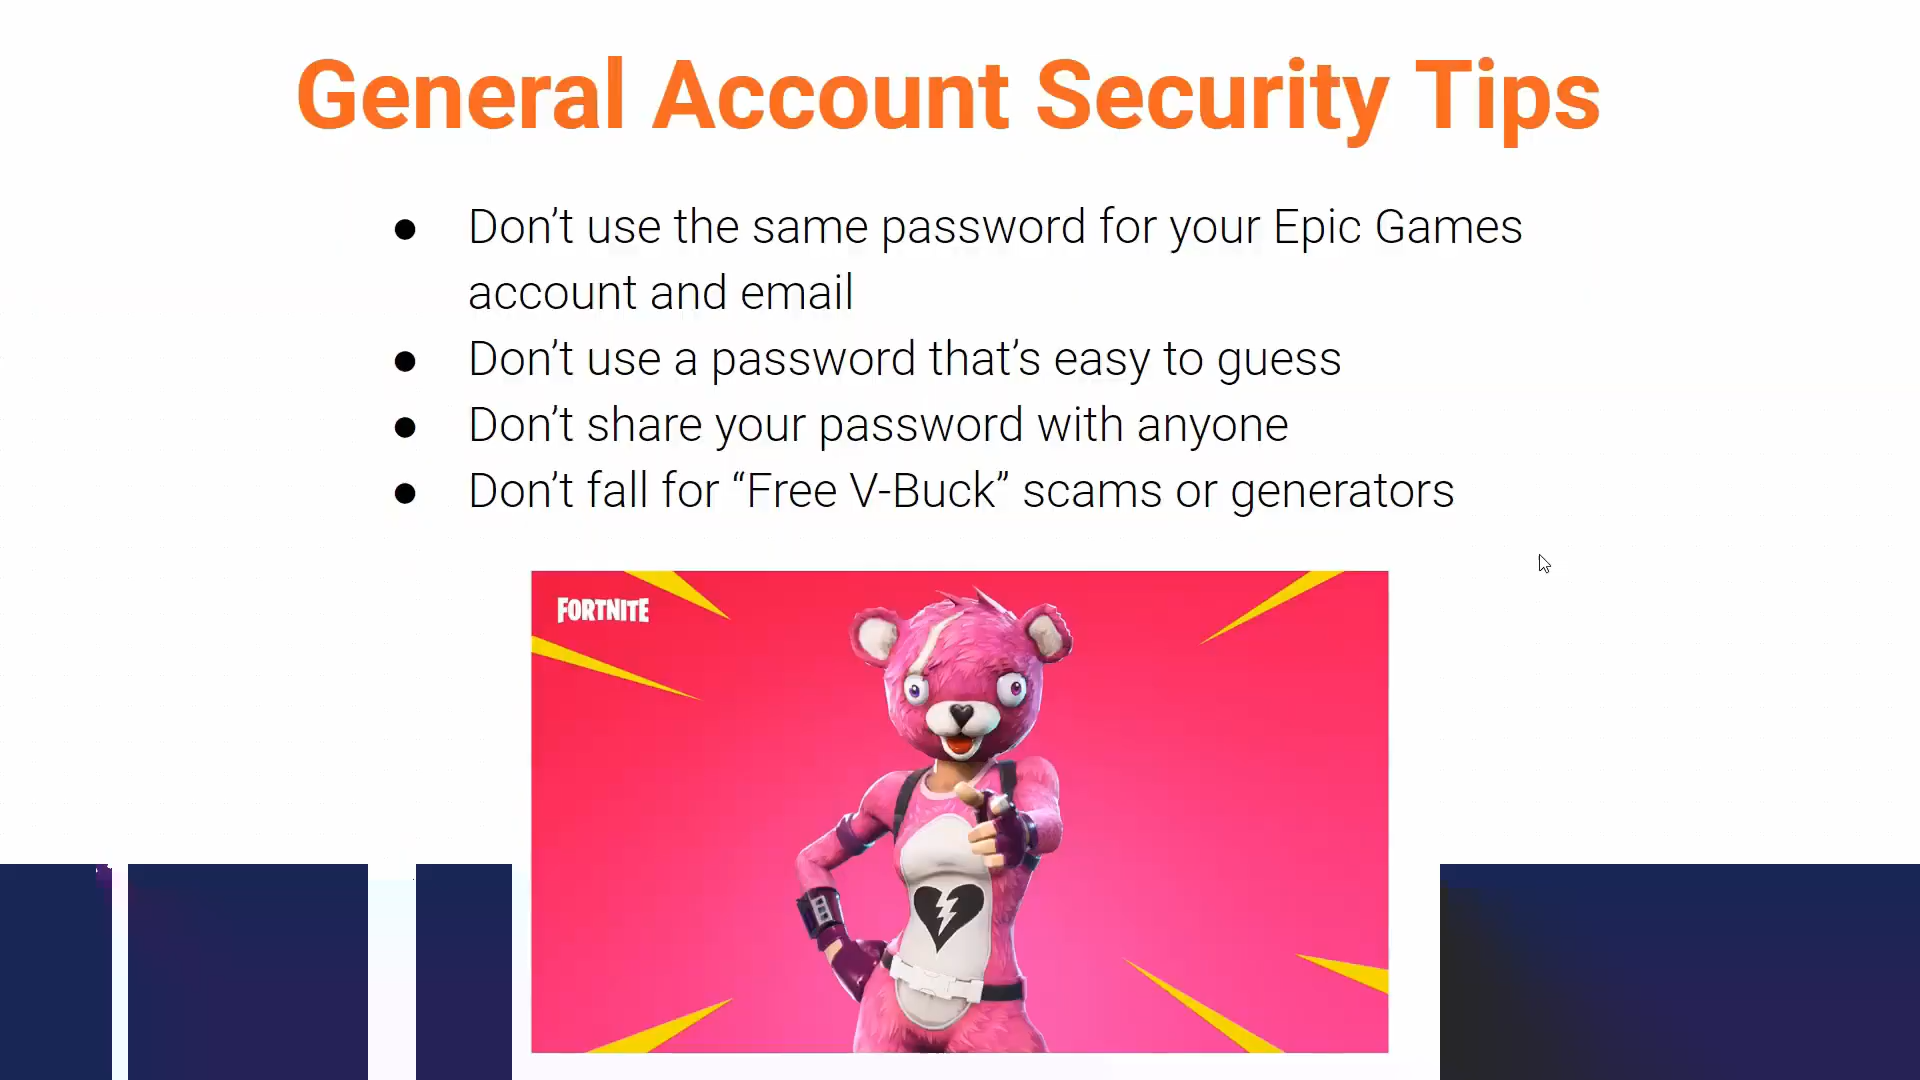 General Account Security Tips
● Don’t use the same password for your Epic Games
account and email
● Don’t use a password that’s easy to guess
● Don’t share your password with anyone
● Don’t fall for “Free V-Buck” scams or generators
FORTNITE